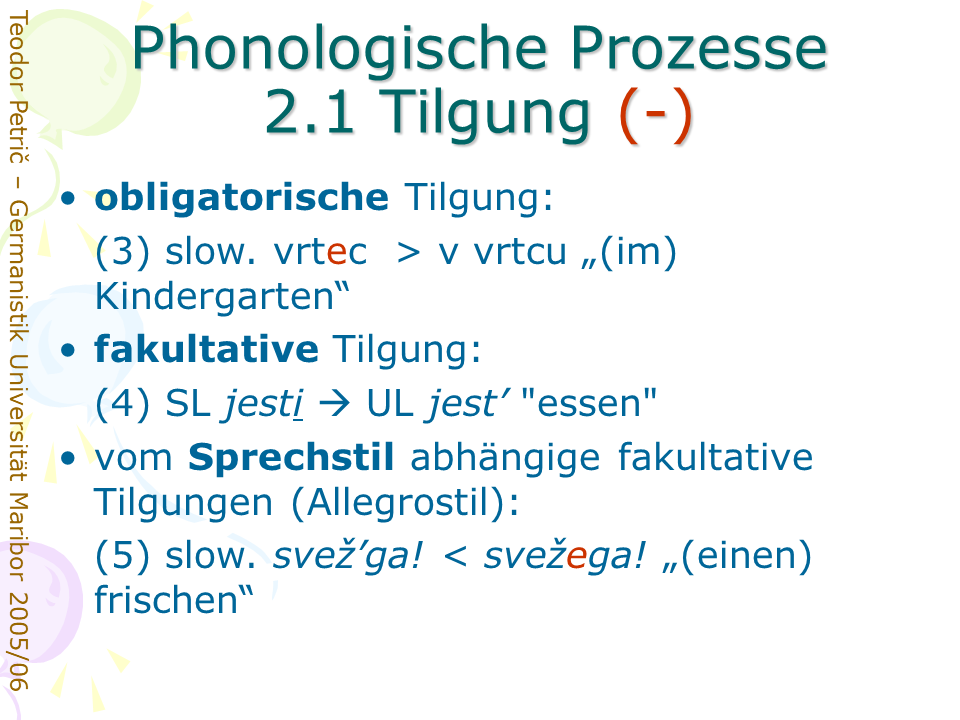 Phonologische Prozesse
2.1 Tilgung (-)
• obligatorische Tilgung:
(3) slow. vrtec > v vrtcu „(im)
Kindergarten“
• fakultative Tilgung:
(4) SL jesti → UL jest’ "essen"
• vom Sprechstil abhängige fakultative
Tilgungen (Allegrostil):
(5) slow. svež’ga! < svežega! „(einen)
frischen“
Teodor Petrič – Germanistik Universität Maribor 2005/06